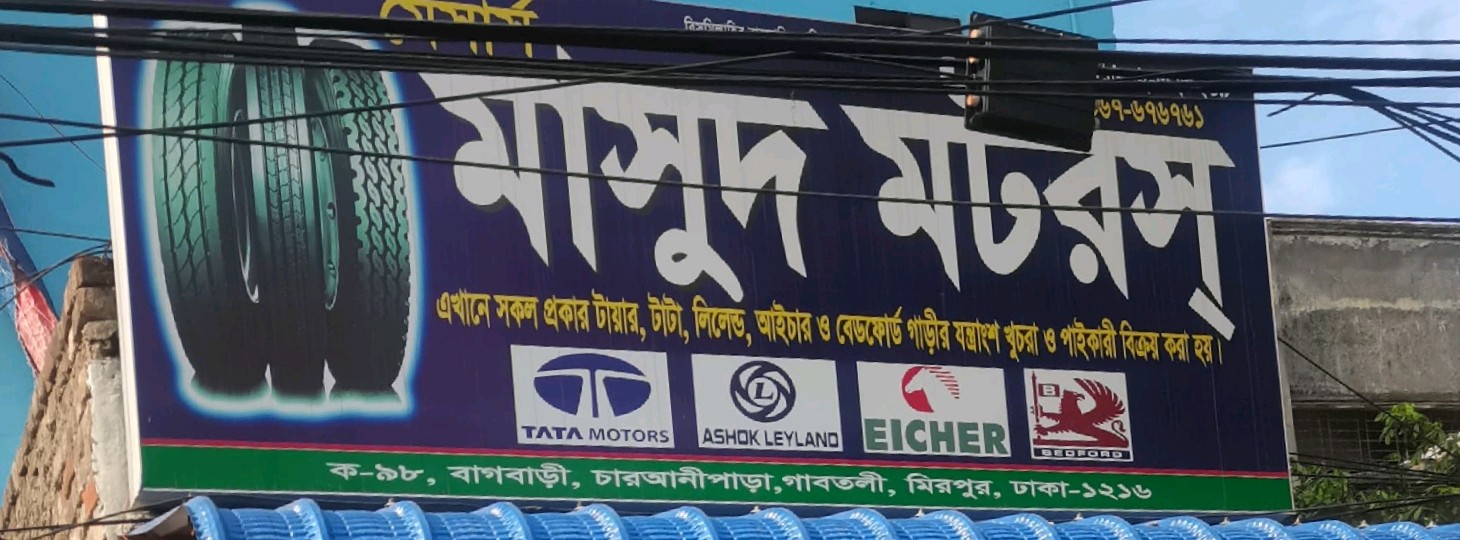 মেসার্স
মাসুদ মটরস্
৬৭-৬৭৬৭৬১
এখানে সকল প্রকার টায়ার, টাটা, লিলেন্ড, আইচার ও বেডফোর্ড গাড়ীর যন্ত্রাংশ খুচরা ও পাইকারী বিক্রয় করা হয়।
TATA MOTORS
L
ASHOK LEYLAND
EICHER
B
BEDFORD
ক-৯৮, বাগবাড়ী, চারআনীপাড়া,গাবতলী, মিরপুর, ঢাকা-১২১৬